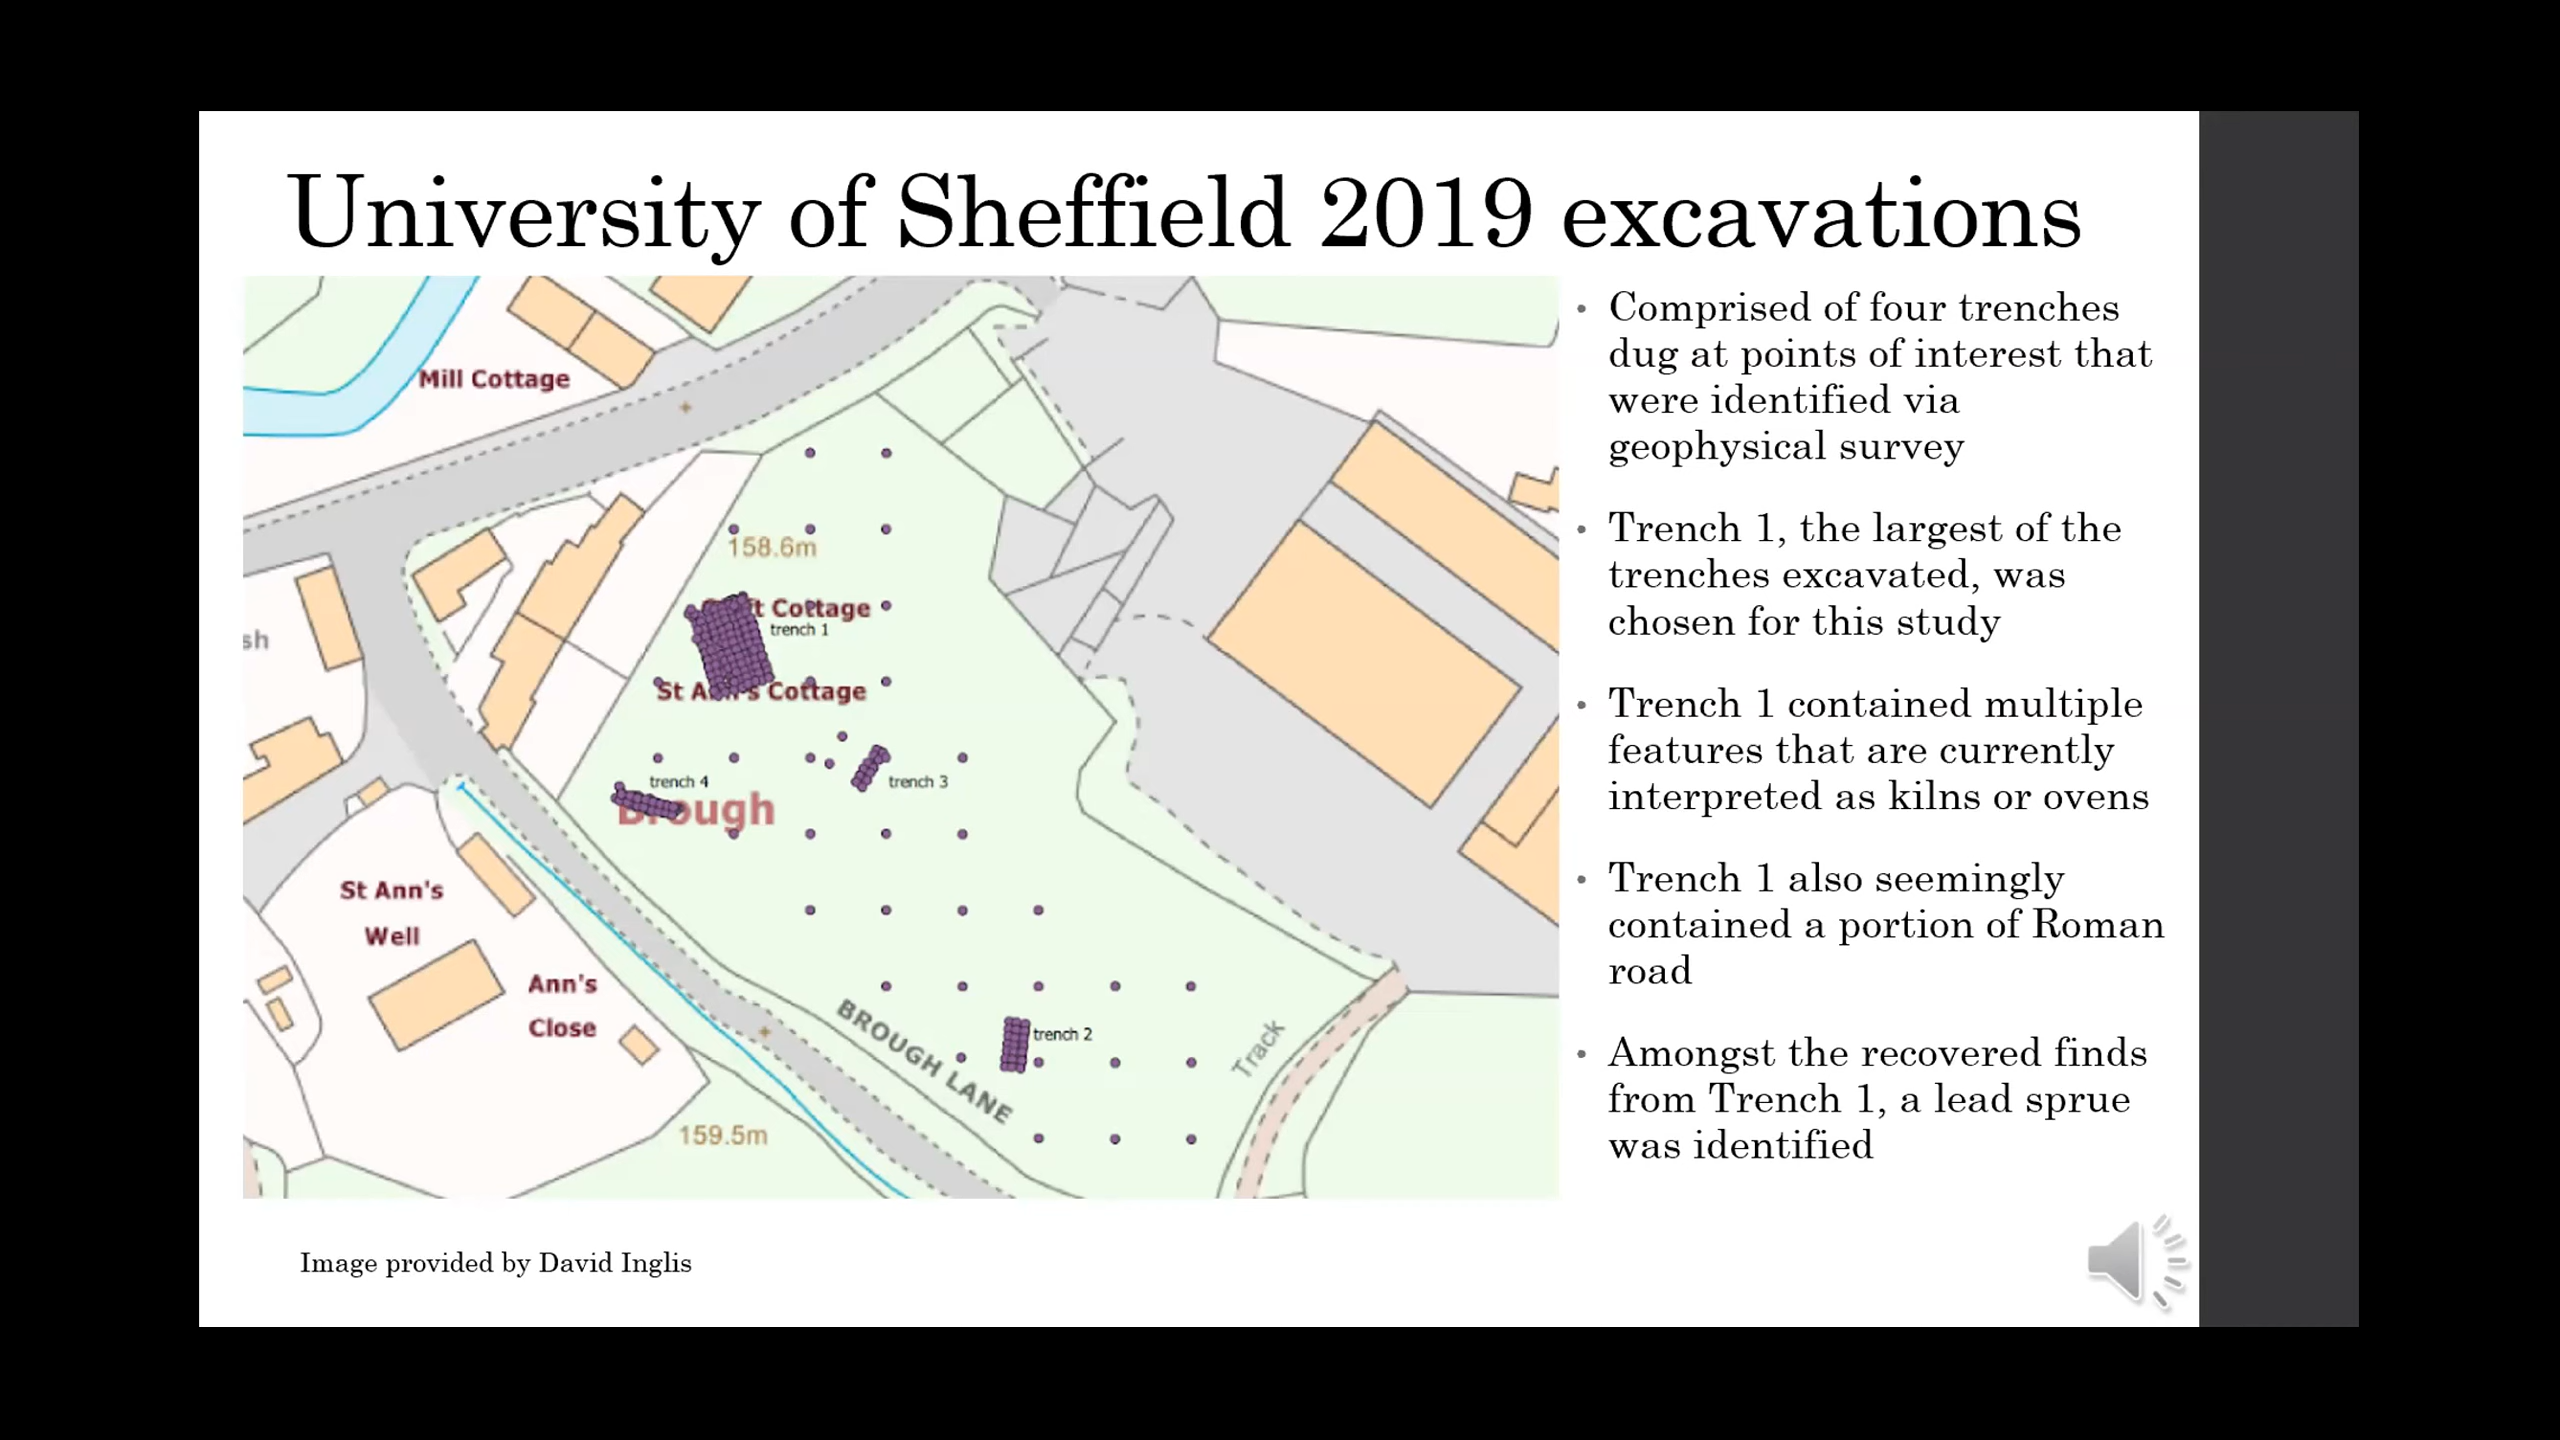 University of Sheffield 2019 excavations
Mill Cottage
158.6m
t Cottage
trench 1
St Ann's Cottage
trench 4
trench 3
Brough
St Ann's
Well
Ann's
Close
BROUGH LANE
trench 2
Track
159.5m
• Comprised of four trenches
dug at points of interest that
were identified via
geophysical survey
• Trench 1, the largest of the
trenches excavated, was
chosen for this study
• Trench 1 contained multiple
features that are currently
interpreted as kilns or ovens
• Trench 1 also seemingly
contained a portion of Roman
road
• Amongst the recovered finds
from Trench 1, a lead sprue
was identified
Image provided by David Inglis